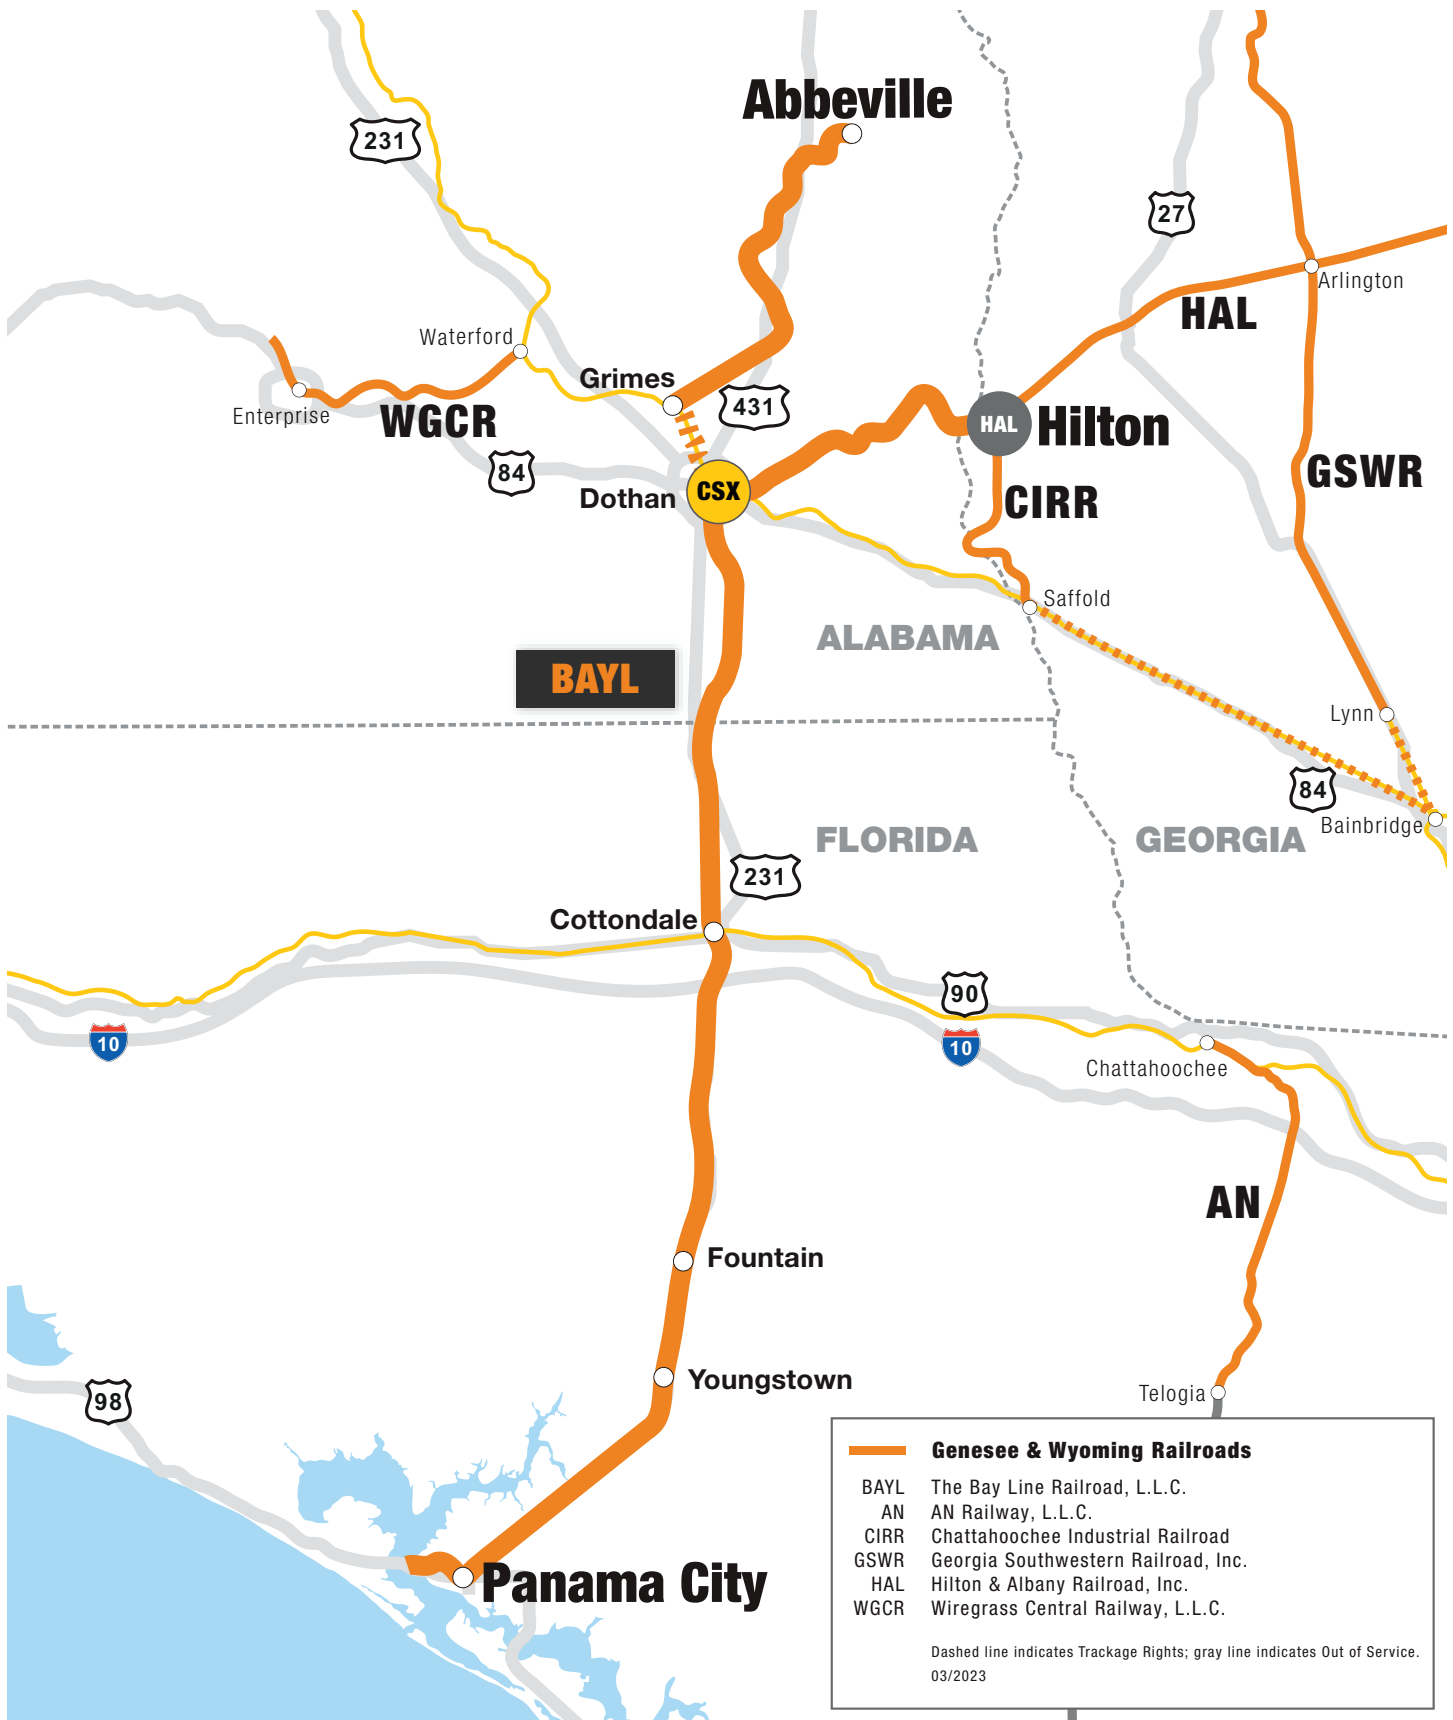 Abbeville
231
27
Arlington
HAL
Waterford
Grimes
431
Enterprise
WGCR
HAL
Hilton
84
GSWR
Dothan
CSX
CIRR
Saffold
ALABAMA
BAYL
Lynn
84
Bainbridge
FLORIDA
GEORGIA
231
Cottondale
90
10
10
Chattahoochee
AN
Fountain
Youngstown
Telogia
98
Panama City
Genesee & Wyoming Railroads
BAYL The Bay Line Railroad, L.L.C.
AN AN Railway, L.L.C.
CIRR Chattahoochee Industrial Railroad
GSWR Georgia Southwestern Railroad, Inc.
HAL Hilton & Albany Railroad, Inc.
WGCR Wiregrass Central Railway, L.L.C.
Dashed line indicates Trackage Rights; gray line indicates Out of Service.
03/2023